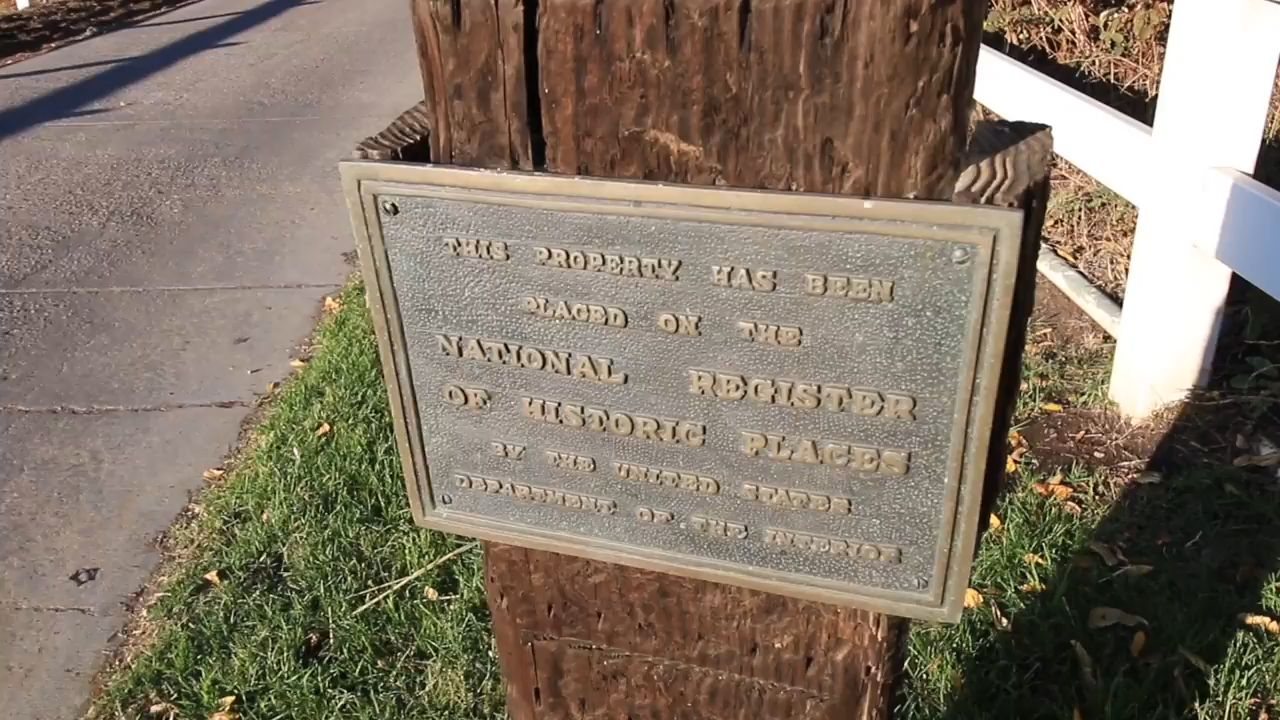 THIS PROPERTY HAS BEEN
PLACED ON THE
NATIONAL REGISTER
OF HISTORIC PLACES
BY THE UNITED STATES
DEPARTMENT OF THE INTERIOR